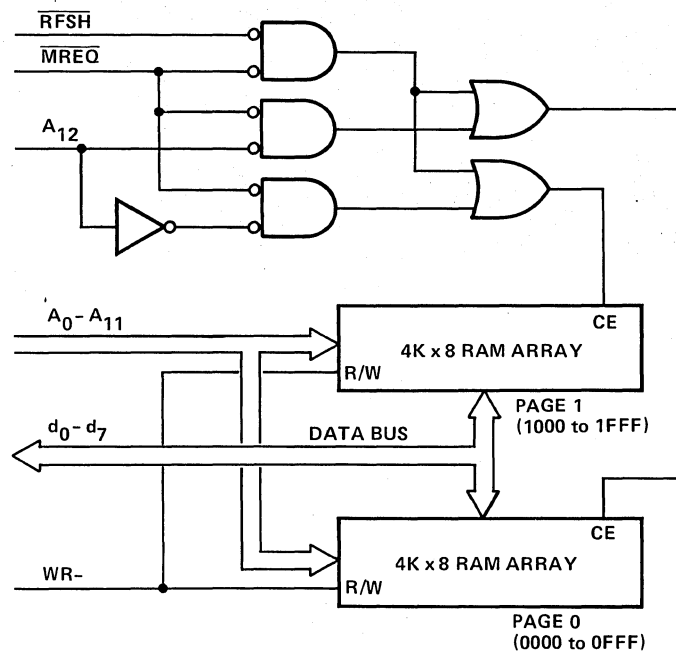 RFSH
MREQ
A12
A0 - A11
CE
4K x 8 RAM ARRAY
R/W
PAGE 1
(1000 to 1FFF)
d0 - d7
DATA BUS
CE
4K x 8 RAM ARRAY
WR-
R/W
PAGE 0
(0000 to 0FFF)